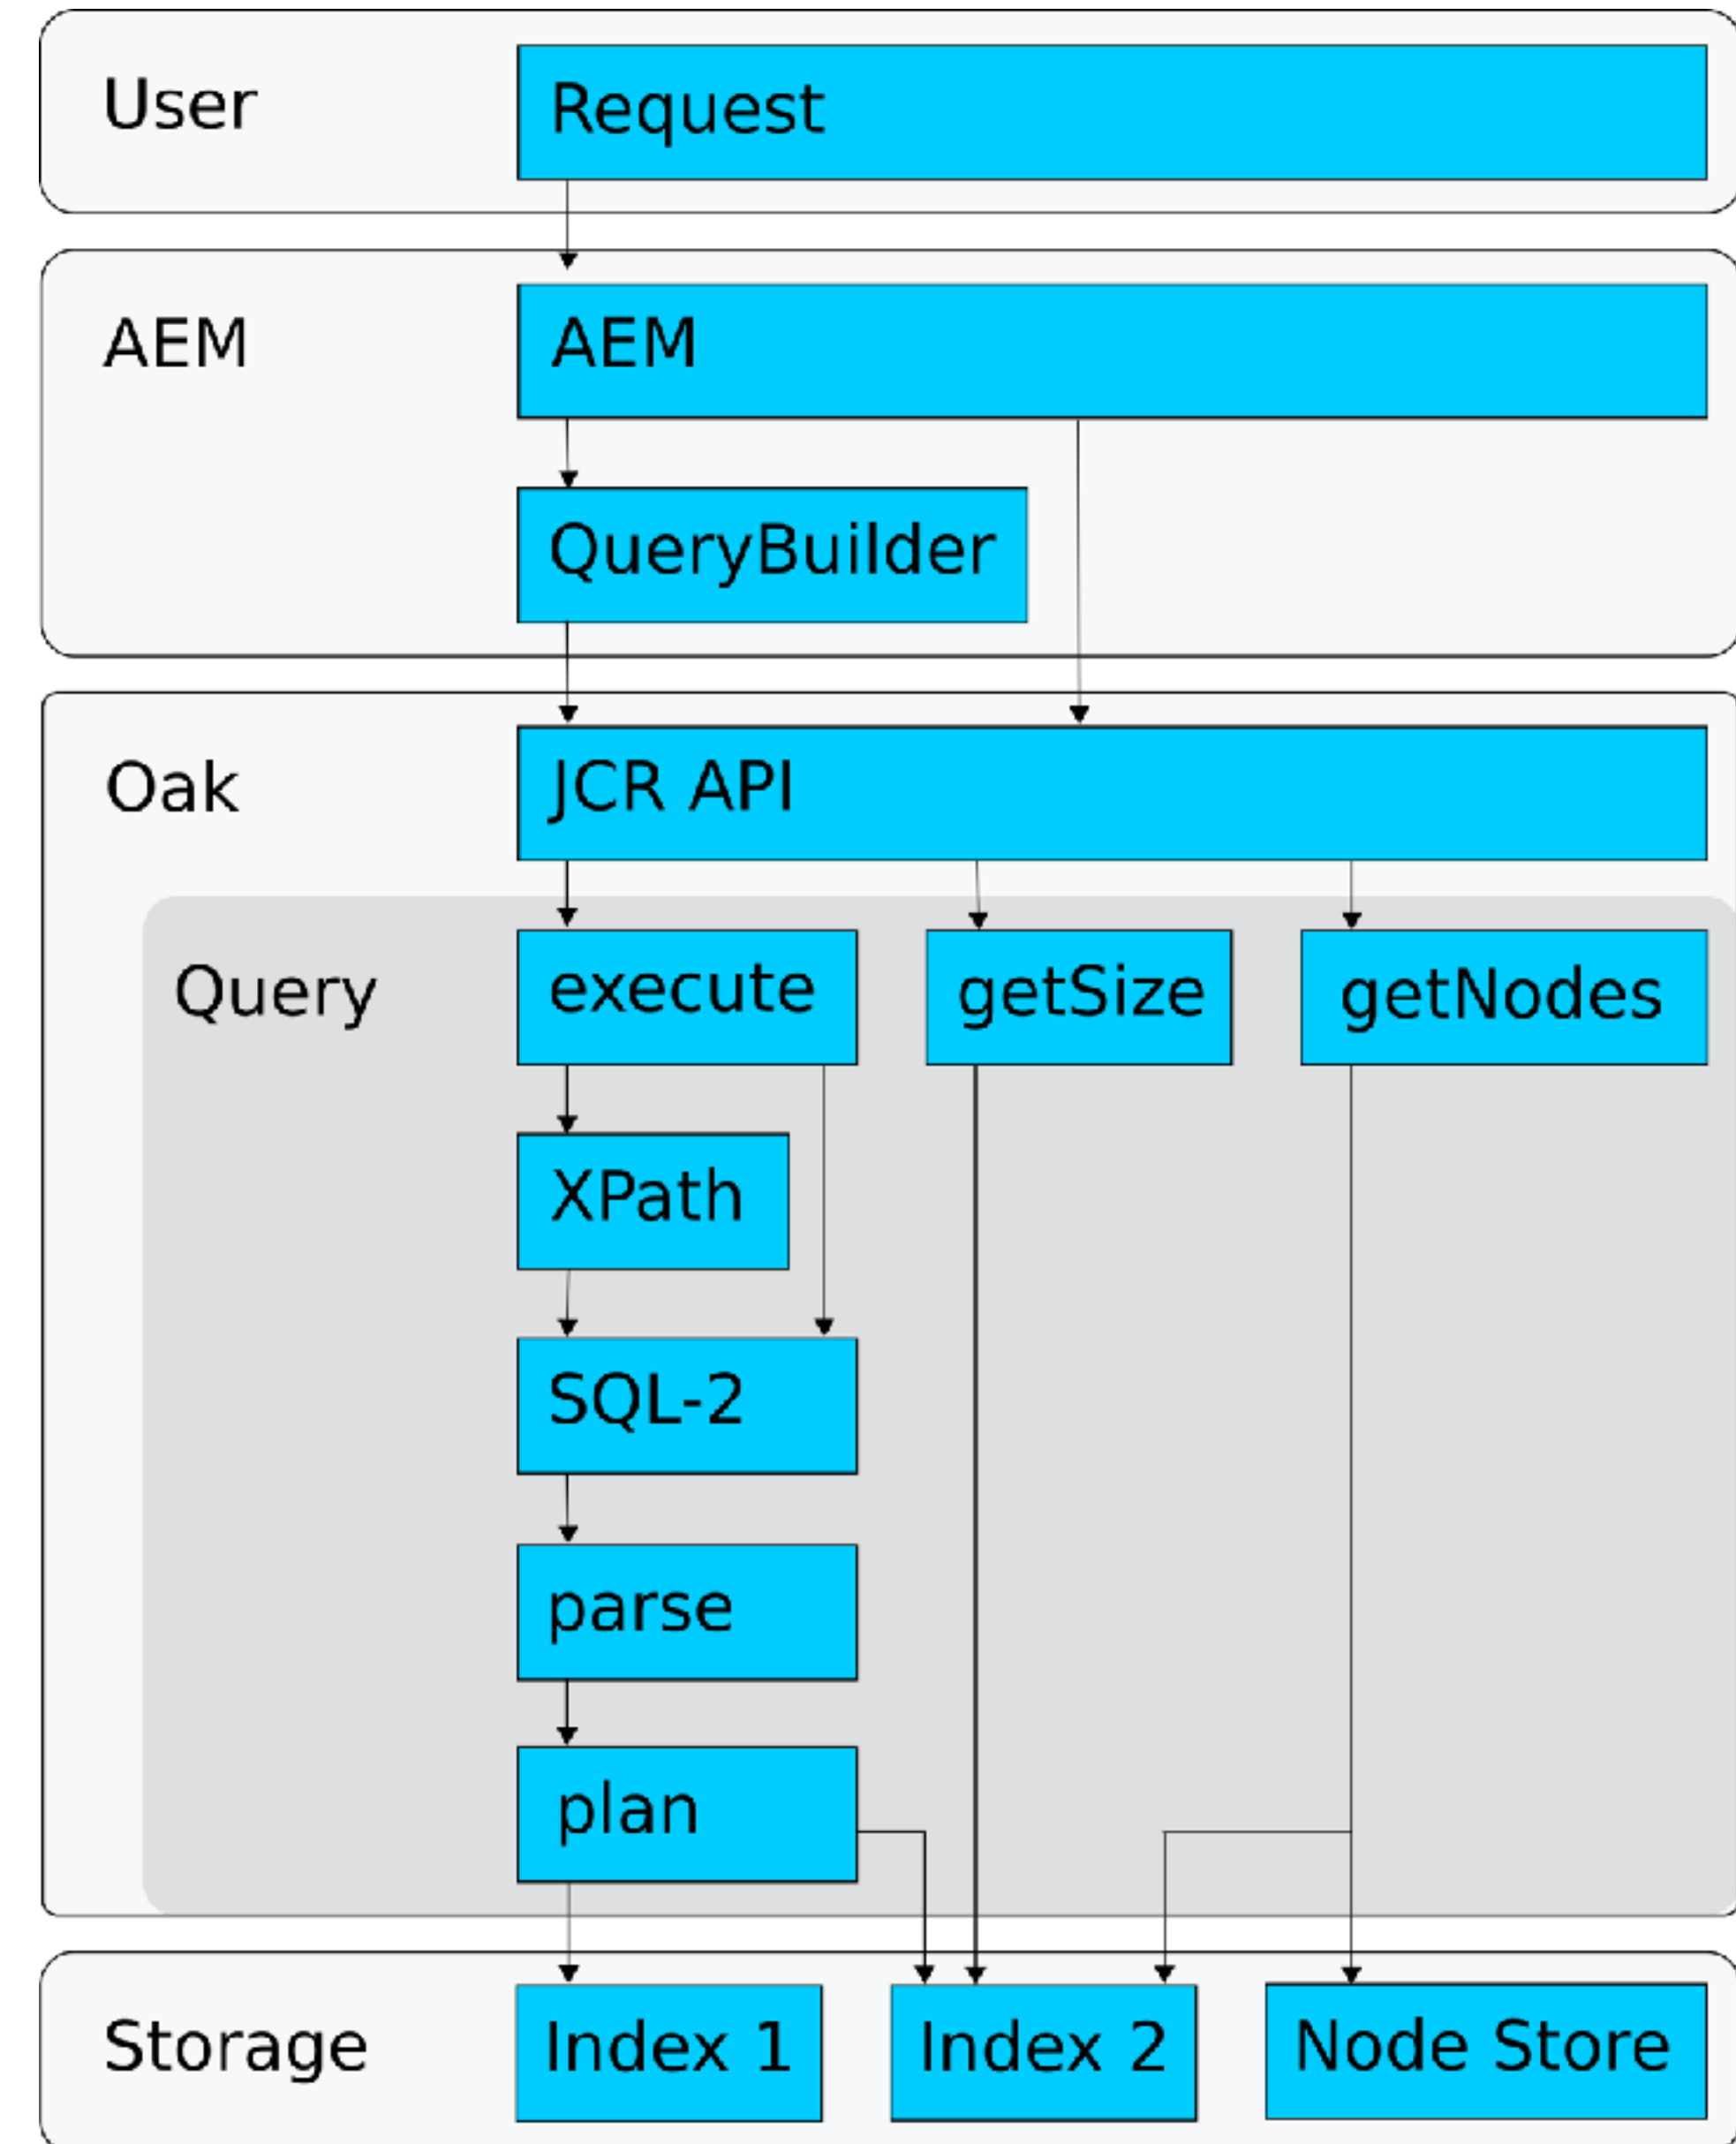 User
Request
AEM
AEM
QueryBuilder
Oak
JCR API
Query
execute
getSize
getNodes
XPath
SQL-2
parse
plan
Storage
Index 1
Index 2
Node Store